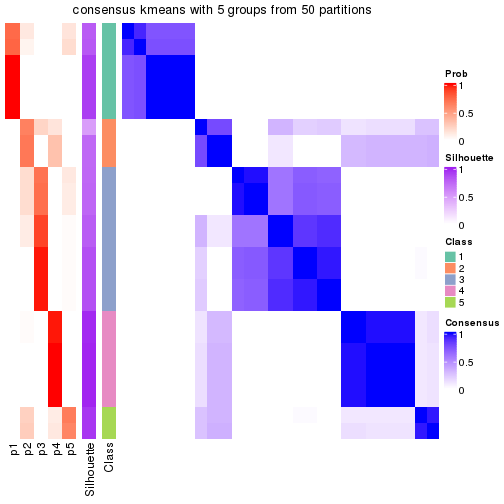 consensus kmeans with 5 groups from 50 partitions
Prob
1
0.5
0
Silhouette
1
0.5
0
Class
1
2
3
4
5
Consensus
1
0.5
0
p1
p2
p3
p4
p5
Silhouette
Class